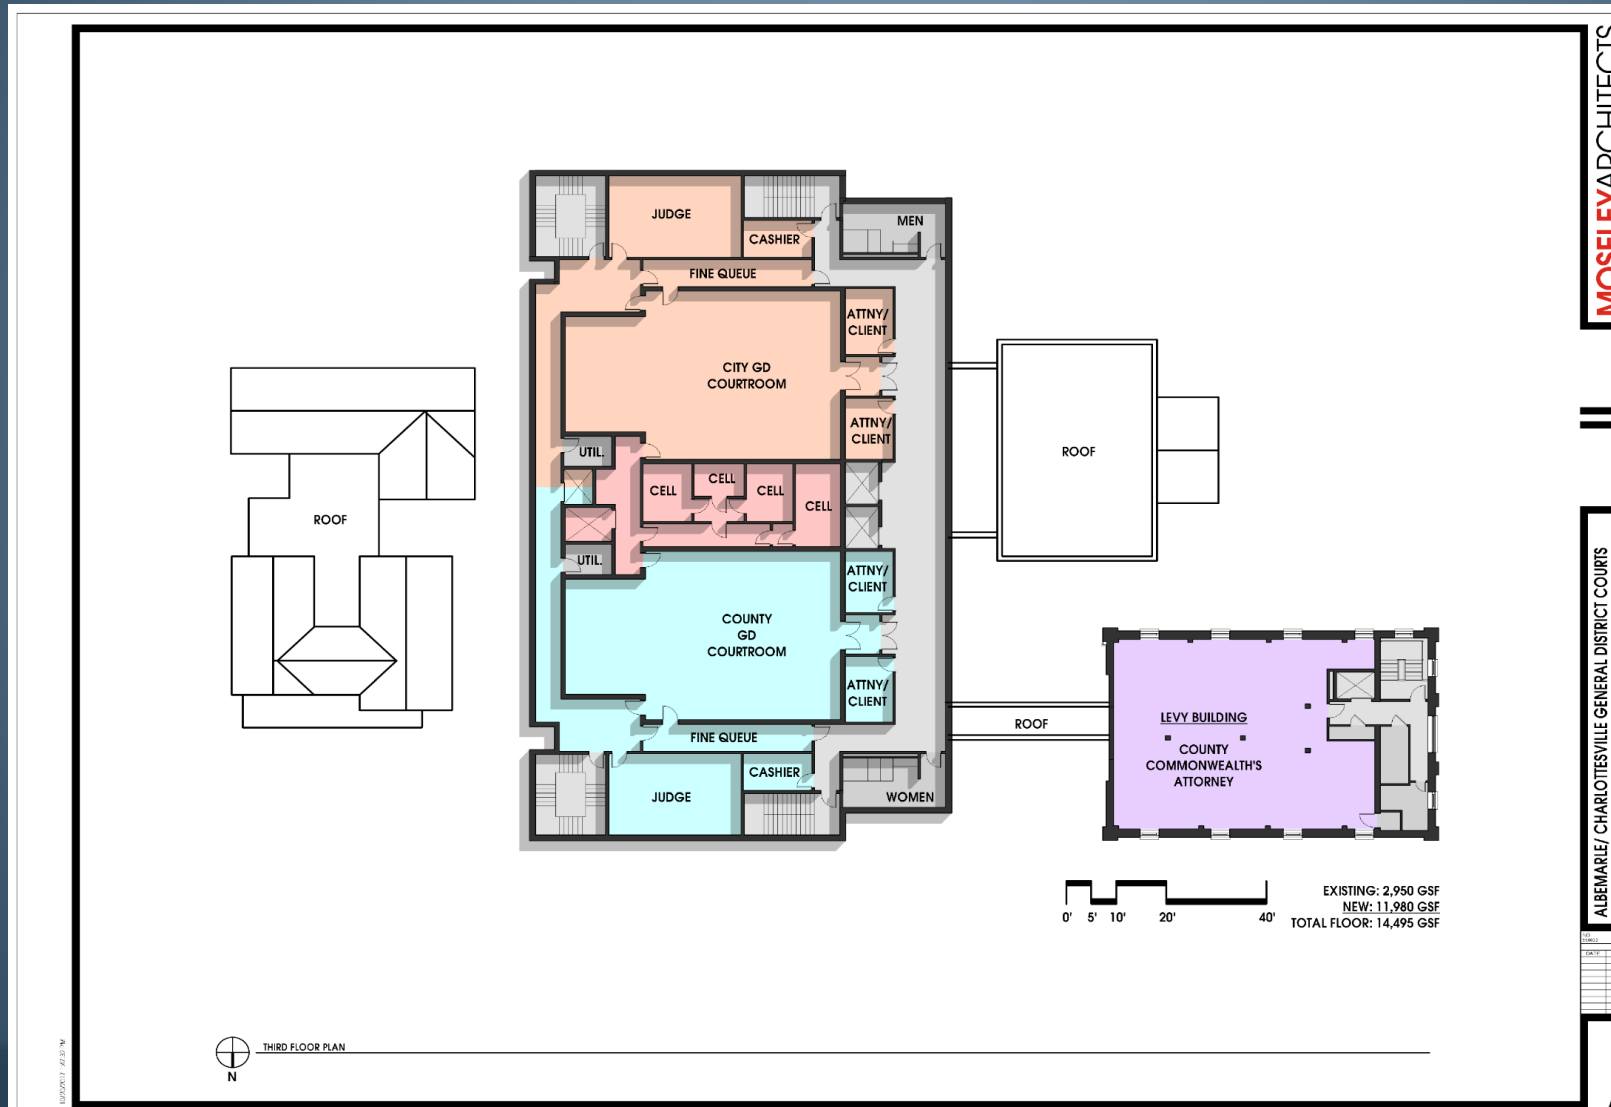 MOSELEYARCHITECTS
JUDGE
CASHIER
MEN
FINE QUEUE
ATTNY/
CLIENT
CITY GD
COURTROOM
ATTNY/
CLIENT
UTIL.
CELL
CELL
CELL
CELL
UTIL.
ATTNY/
CLIENT
COUNTY
GD
COURTROOM
ATTNY/
CLIENT
FINE QUEUE
CASHIER
JUDGE
WOMEN
ROOF
ROOF
ROOF
LEVY BUILDING
COUNTY
COMMONWEALTH'S
ATTORNEY
0' 5' 10' 20' 40'
EXISTING: 2,950 GSF
NEW: 11,980 GSF
TOTAL FLOOR: 14,495 GSF
ALBEMARLE/ CHARLOTTESVILLE GENERAL DISTRICT COURTS
DATE
THIRD FLOOR PLAN
N